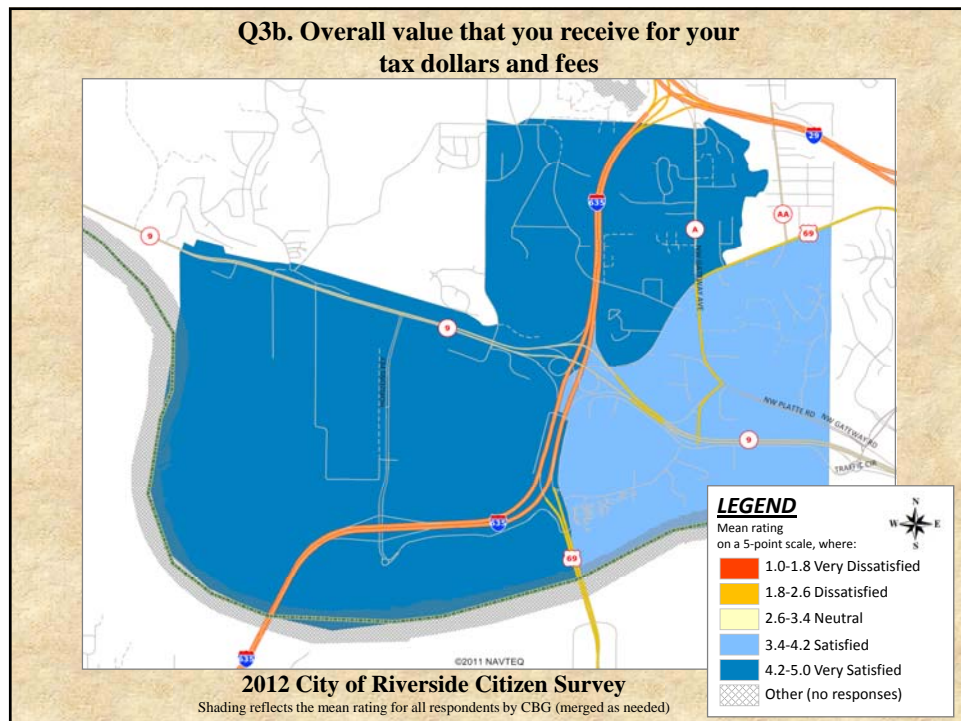 Q3b. Overall value that you receive for your
tax dollars and fees
29
635
9
A
AA
69
9
NW PLATTE RD
NW GATEWAY RD
9
TRAFFIC CIR
635
69
635
©2011 NAVTEQ
LEGEND
Mean rating
on a 5-point scale, where:
N
W E
S
1.0-1.8 Very Dissatisfied
1.8-2.6 Dissatisfied
2.6-3.4 Neutral
3.4-4.2 Satisfied
4.2-5.0 Very Satisfied
Other (no responses)
2012 City of Riverside Citizen Survey
Shading reflects the mean rating for all respondents by CBG (merged as needed)